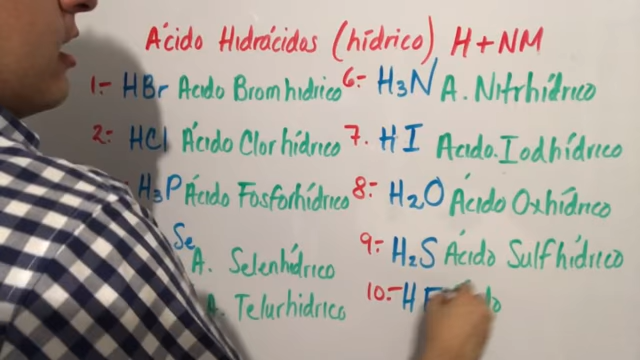 Ácido Hidrácidos (hídrico) H+NM
1.- HBr Ácido Bromhídrico
2.- HCl Ácido Clorhídrico
H₃P Ácido Fosforhídrico
Se A. Selenhídrico
A. Telurhídrico
6.- H₃N A. Nitrhídrico
7. HI Acido. Iodhídrico
8.- H₂O Ácido Oxhídrico
9.- H₂S Ácido Sulfhídrico
10.- H